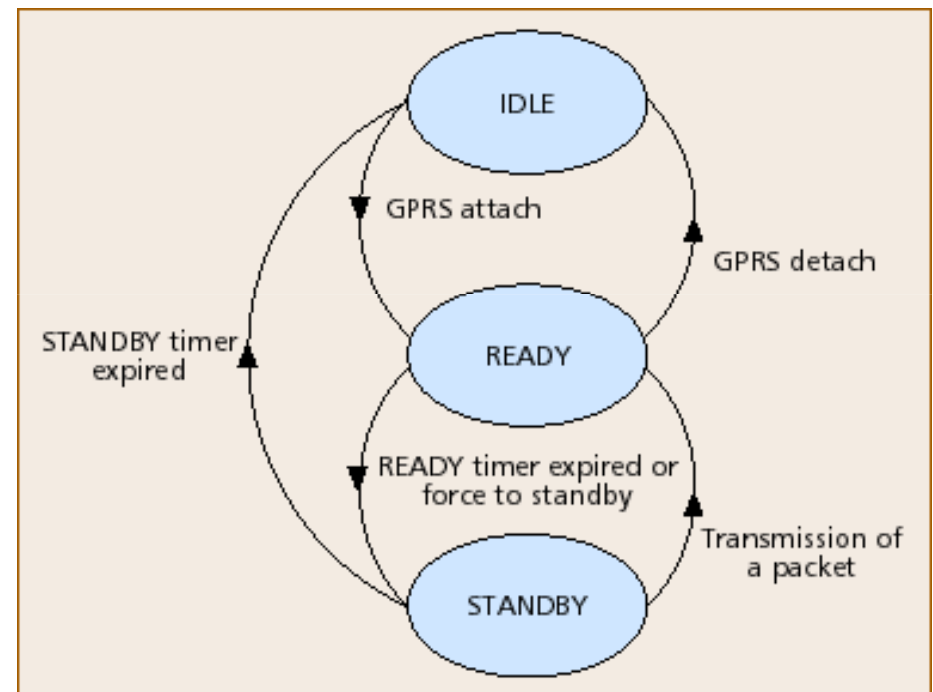 IDLE
GPRS attach
GPRS detach
STANDBY timer
expired
READY
READY timer expired or
force to standby
Transmission of
a packet
STANDBY